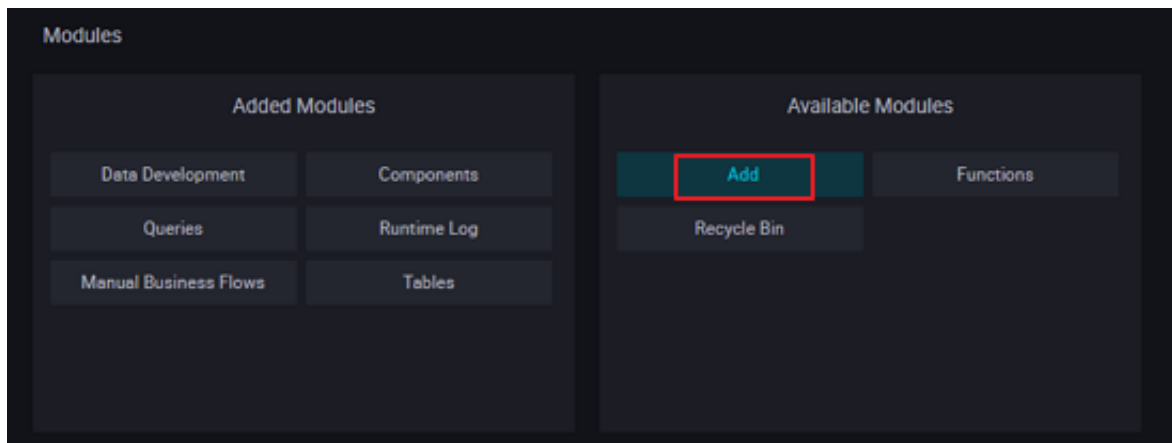 Modules
Added Modules
Data Development
Components
Queries
Runtime Log
Manual Business Flows
Tables
Available Modules
Add
Functions
Recycle Bin